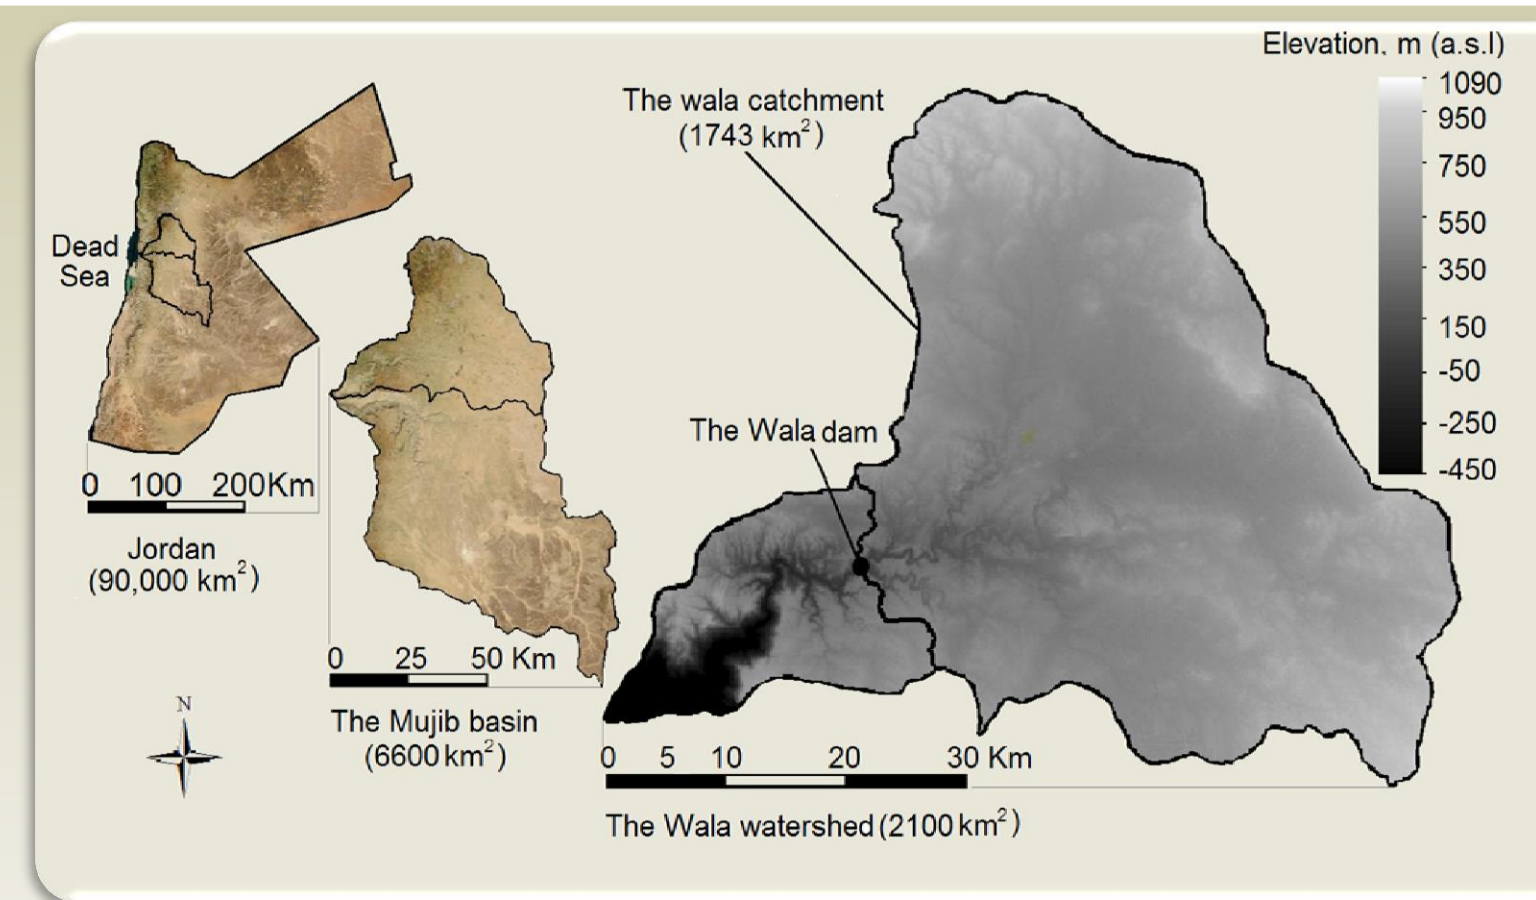 Elevation, m (a.s.l)
1090
950
750
550
350
150
-50
-250
-450
The wala catchment
(1743 km²)
The Wala dam
Dead
Sea
0 100 200Km
Jordan
(90,000 km²)
N
0 25 50 Km
The Mujib basin
(6600 km²)
0 5 10 20 30 Km
The Wala watershed (2100 km²)